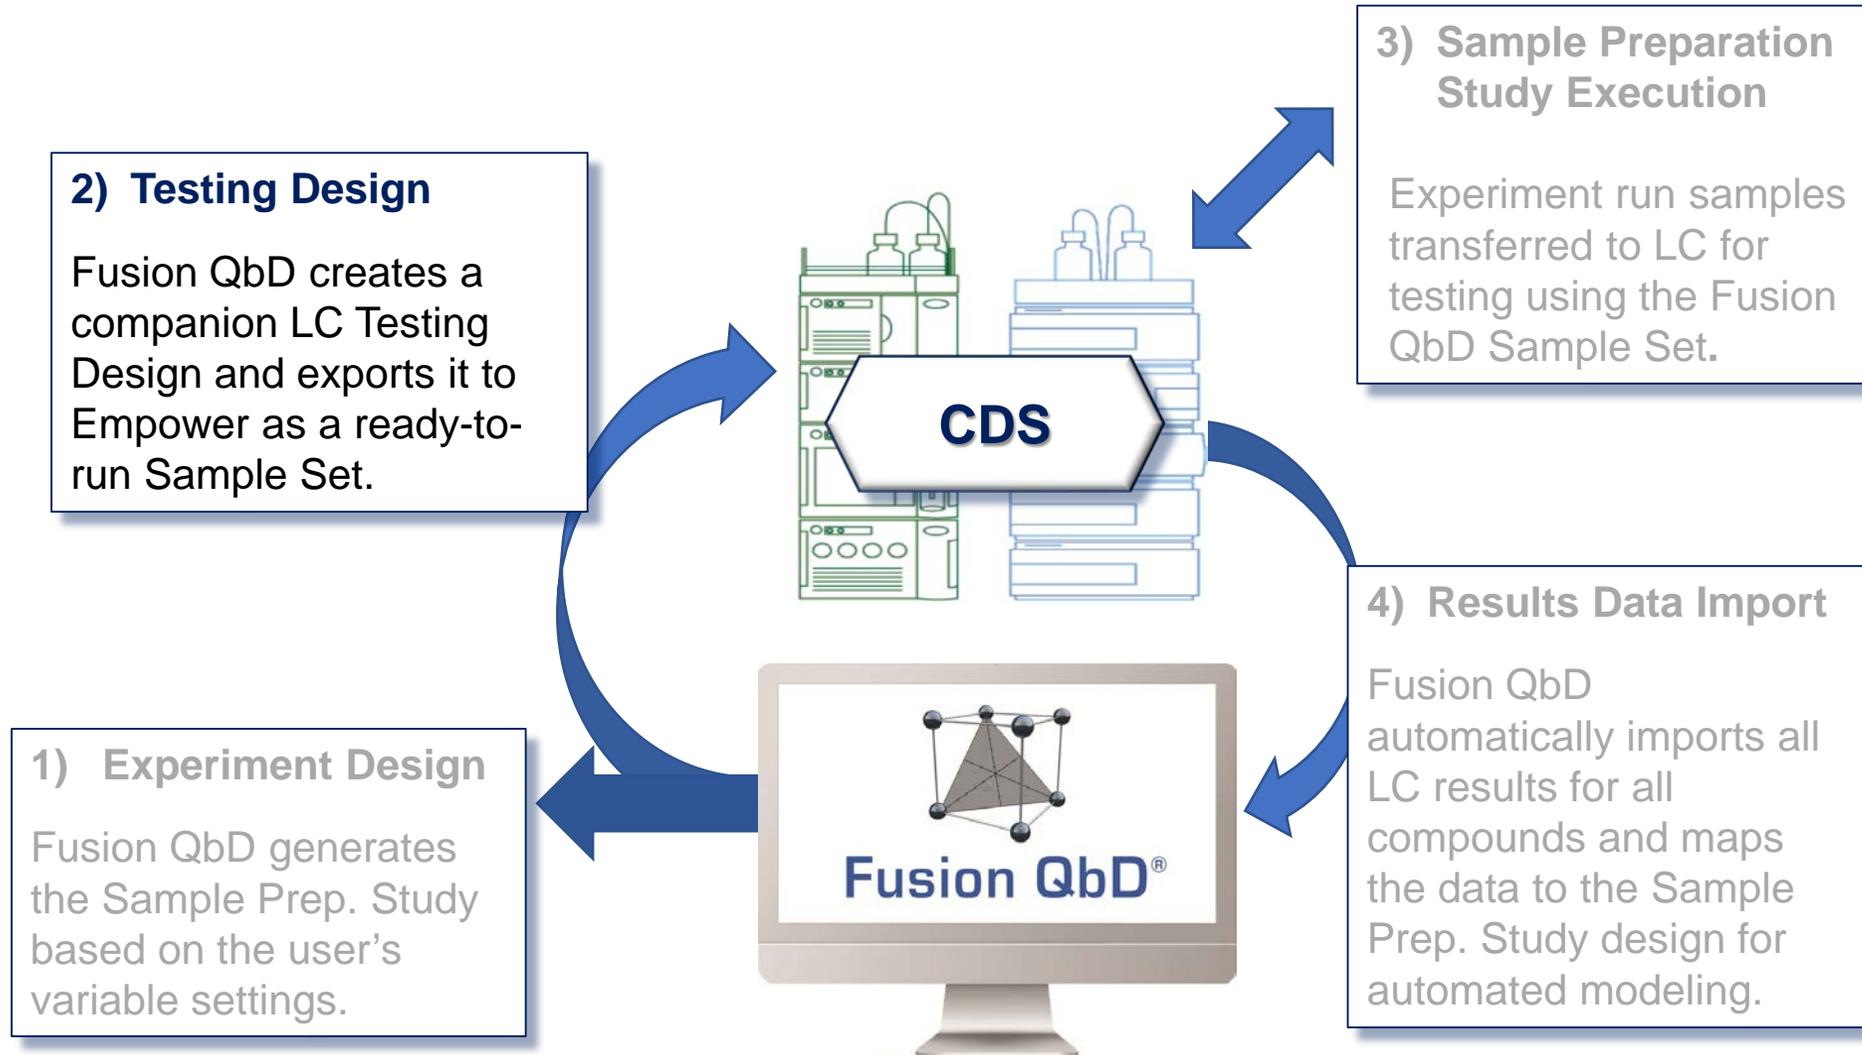 1) Experiment Design
Fusion QbD generates
the Sample Prep. Study
based on the user’s
variable settings.
2) Testing Design
Fusion QbD creates a
companion LC Testing
Design and exports it to
Empower as a ready-to-
run Sample Set.
3) Sample Preparation
Study Execution
Experiment run samples
transferred to LC for
testing using the Fusion
QbD Sample Set.
4) Results Data Import
Fusion QbD
automatically imports all
LC results for all
compounds and maps
the data to the Sample
Prep. Study design for
automated modeling.
CDS
Fusion QbD®